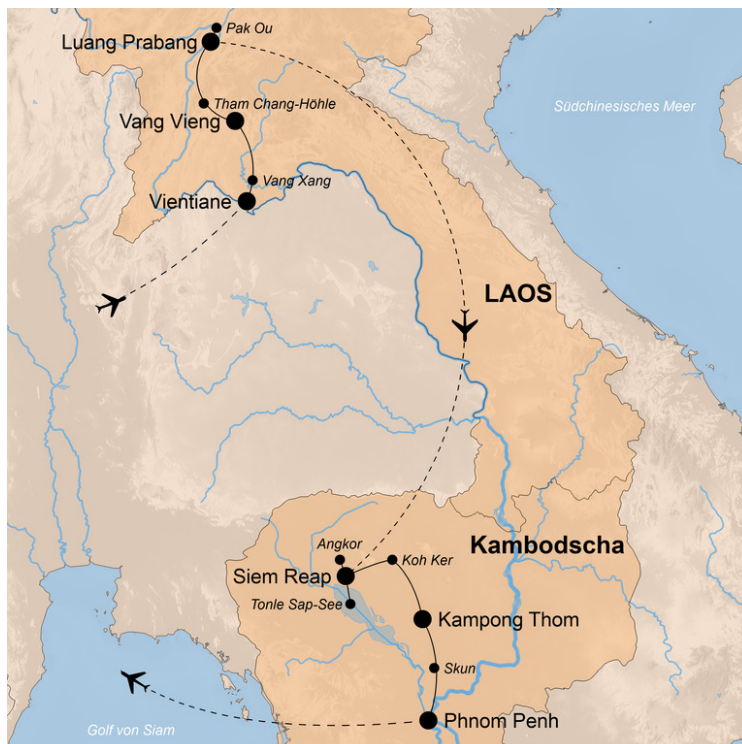 Pak Ou
Luang Prabang
Südchinesisches Meer
Tham Chang-Höhle
Vang Vieng
Vang Xang
Vientiane
LAOS
Kambodscha
Angkor
Koh Ker
Siem Reap
Tonle Sap-See
Kampong Thom
Skun
Phnom Penh
Golf von Siam